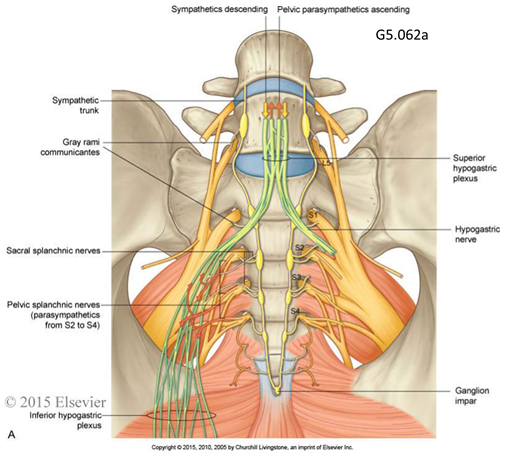 Sympathetics descending
Pelvic parasympathetics ascending
G5.062a
Sympathetic
trunk
Gray rami
communicantes
L5
Superior
hypogastric
plexus
S1
Hypogastric
nerve
S2
Sacral splanchnic nerves
S3
Pelvic splanchnic nerves
(parasympathetics
from S2 to S4)
S4
Ganglion
impar
© 2015 Elsevier
Inferior hypogastric
plexus
A
Copyright © 2015, 2010, 2005 by Churchill Livingstone, an imprint of Elsevier Inc.